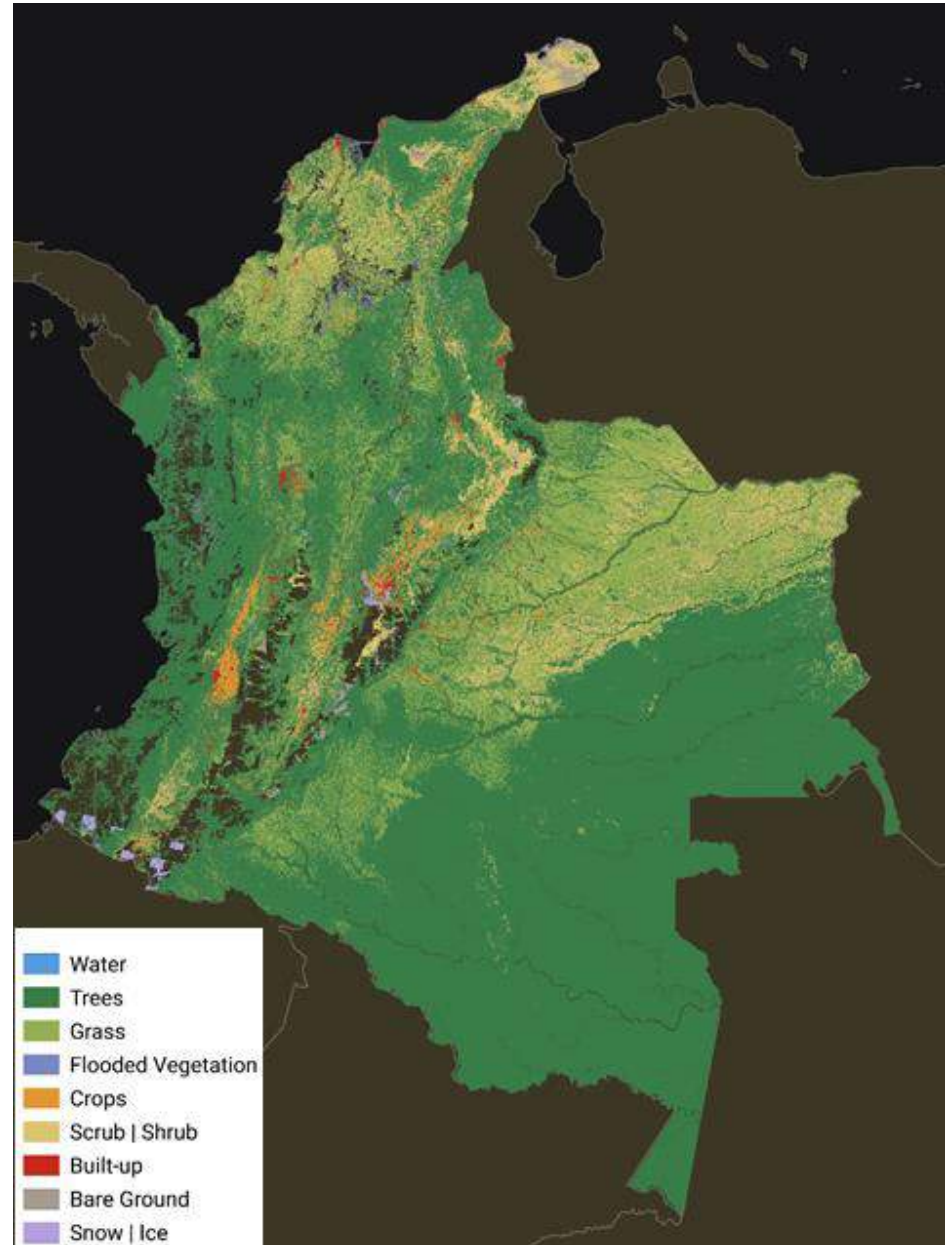 Water
Trees
Grass
Flooded Vegetation
Crops
Scrub | Shrub
Built-up
Bare Ground
Snow | Ice